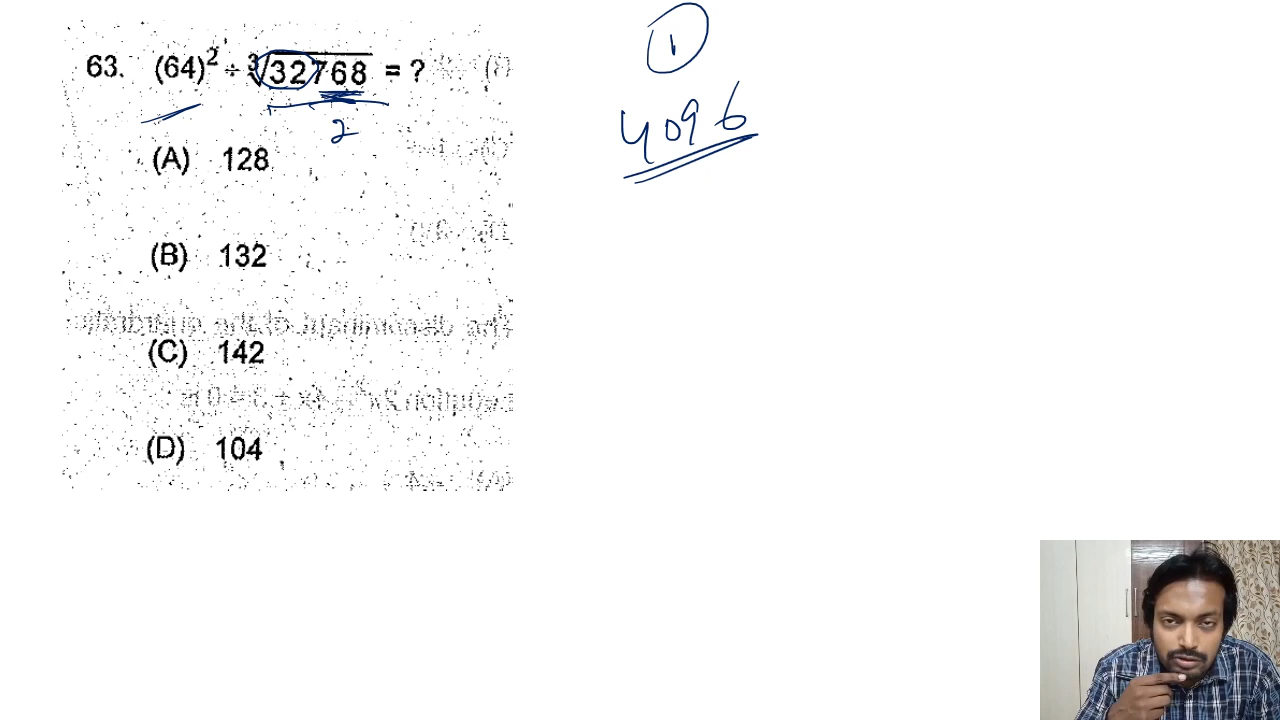 63. (64)² ÷ ∛32768 = ?
2
(A) 128
(B) 132
(C) 142
(D) 104
1
4096